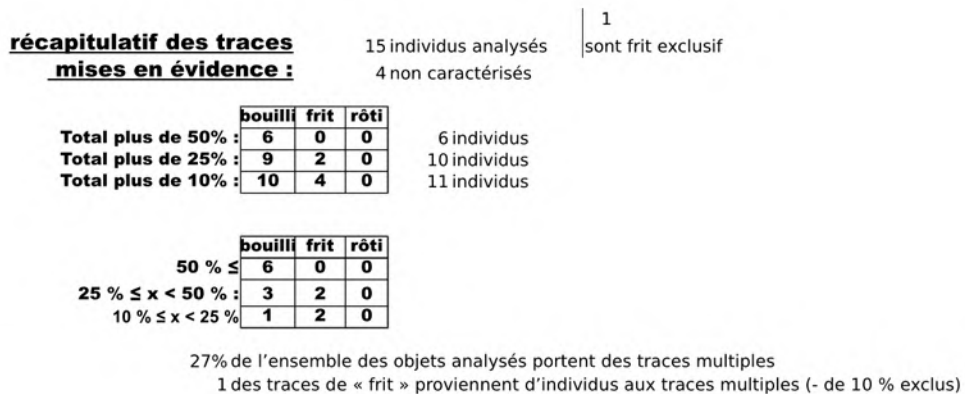 1
récapitulatif des traces 15 individus analysés sont frit exclusif
mises en évidence : 4 non caractérisés
bouilli frit rôti
Total plus de 50% : 6 0 0 6 individus
Total plus de 25% : 9 2 0 10 individus
Total plus de 10% : 10 4 0 11 individus
bouilli frit rôti
50 % ≤ 6 0 0
25 % ≤ x < 50 % : 3 2 0
10 % ≤ x < 25 % 1 2 0
27% de l’ensemble des objets analysés portent des traces multiples
1 des traces de « frit » proviennent d’individus aux traces multiples (- de 10 % exclus)